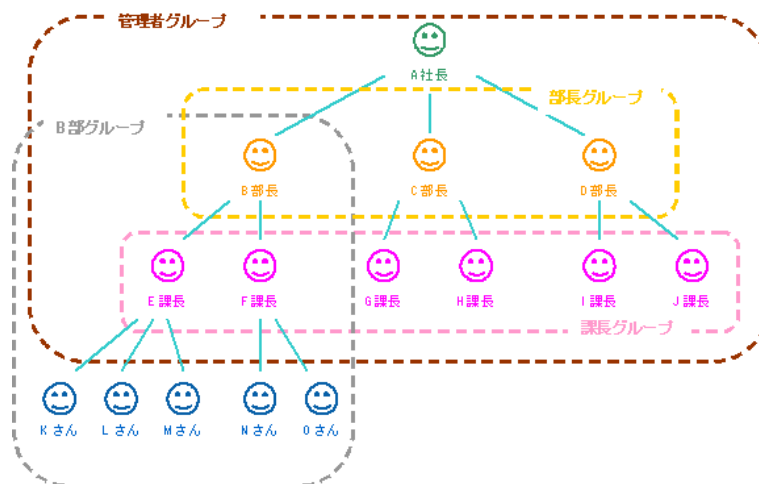 管理者グループ
A社長
部長グループ
B部グループ
B部長
C部長
D部長
E課長
F課長
G課長
H課長
I課長
J課長
課長グループ
Kさん
Lさん
Mさん
Nさん
Oさん